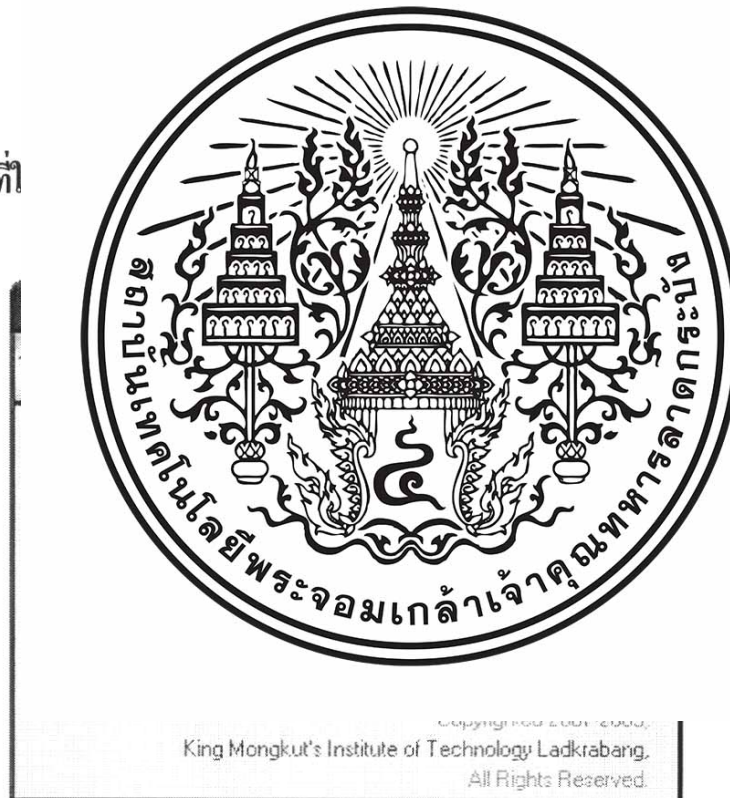 สถาบันเทคโนโลยีพระจอมเกล้าเจ้าคุณทหารลาดกระบัง
๔
King Mongkut's Institute of Technology Ladkrabang,
All Rights Reserved.